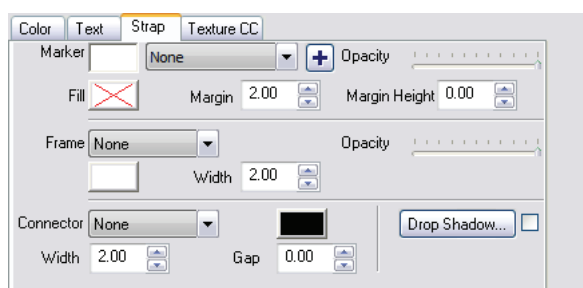 Color Text Strap Texture CC
Marker None + Opacity
Fill Margin 2.00 Margin Height 0.00
Frame None Opacity
Width 2.00
Connector None Drop Shadow...
Width 2.00 Gap 0.00